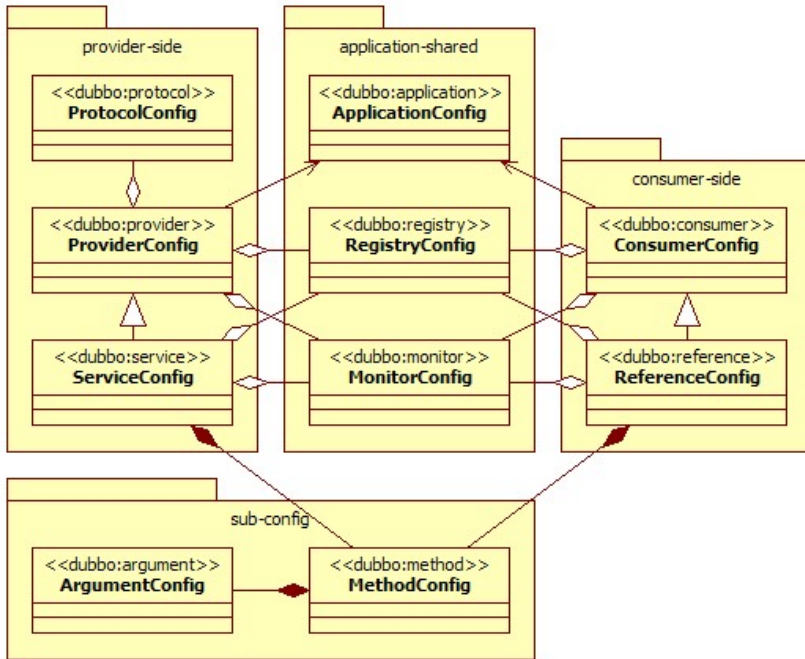 provider-side
<<dubbo:protocol>>
ProtocolConfig
<<dubbo:provider>>
ProviderConfig
<<dubbo:service>>
ServiceConfig
application-shared
<<dubbo:application>>
ApplicationConfig
<<dubbo:registry>>
RegistryConfig
<<dubbo:monitor>>
MonitorConfig
consumer-side
<<dubbo:consumer>>
ConsumerConfig
<<dubbo:reference>>
ReferenceConfig
sub-config
<<dubbo:argument>>
ArgumentConfig
<<dubbo:method>>
MethodConfig